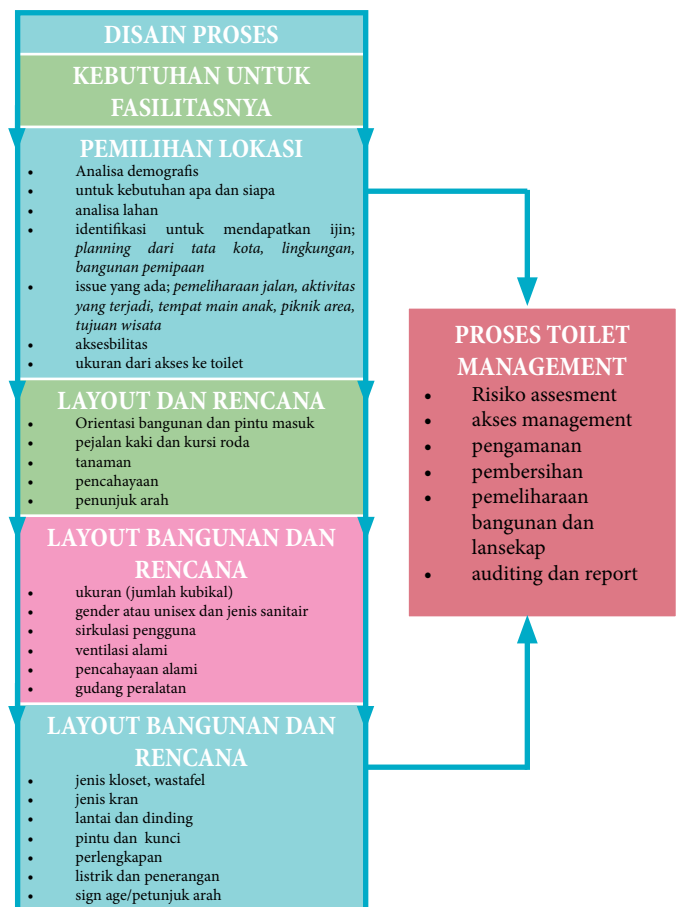 DISAIN PROSES
KEBUTUHAN UNTUK
FASILITASNYA
PEMILIHAN LOKASI
• Analisa demografis
• untuk kebutuhan apa dan siapa
• analisa lahan
• identifikasi untuk mendapatkan ijin;
planning dari tata kota, lingkungan,
bangunan pemipaan
• issue yang ada; pemeliharaan jalan, aktivitas
yang terjadi, tempat main anak, piknik area,
tujuan wisata
• aksesbilitas
• ukuran dari akses ke toilet
LAYOUT DAN RENCANA
• Orientasi bangunan dan pintu masuk
• pejalan kaki dan kursi roda
• tanaman
• pencahayaan
• penunjuk arah
LAYOUT BANGUNAN DAN
RENCANA
• ukuran (jumlah kubikal)
• gender atau unisex dan jenis sanitair
• sirkulasi pengguna
• ventilasi alami
• pencahayaan alami
• gudang peralatan
LAYOUT BANGUNAN DAN
RENCANA
• jenis kloset, wastafel
• jenis kran
• lantai dan dinding
• pintu dan kunci
• perlengkapan
• listrik dan penerangan
• sign age/petunjuk arah
PROSES TOILET
MANAGEMENT
• Risiko assesment
• akses management
• pengamanan
• pembersihan
• pemeliharaan
bangunan dan
lansekap
• auditing dan report